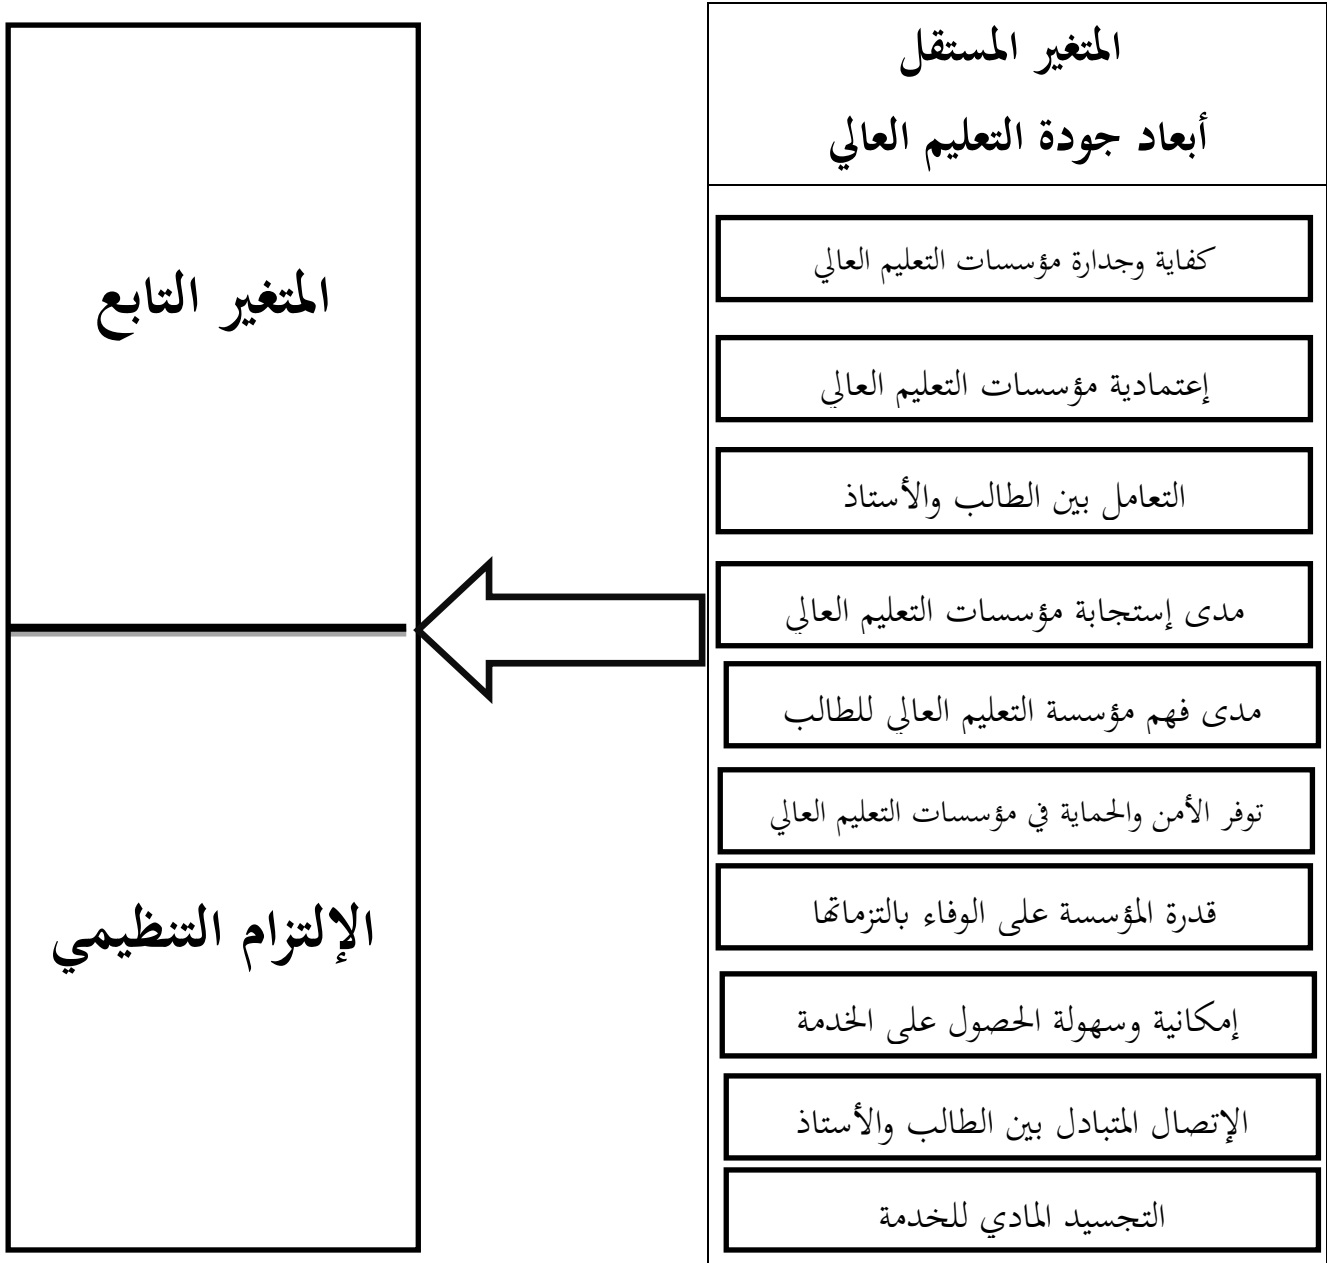 المتغير المستقل
أبعاد جودة التعليم العالي
كفاية وجدارة مؤسسات التعليم العالي
إعتمادية مؤسسات التعليم العالي
التعامل بين الطالب والأستاذ
مدى إستجابة مؤسسات التعليم العالي
مدى فهم مؤسسة التعليم العالي للطالب
توفر الأمن والحماية في مؤسسات التعليم العالي
قدرة المؤسسة على الوفاء بالتزماتها
إمكانية وسهولة الحصول على الخدمة
الإتصال المتبادل بين الطالب والأستاذ
التجسيد المادي للخدمة
المتغير التابع
الإلتزام التنظيمي